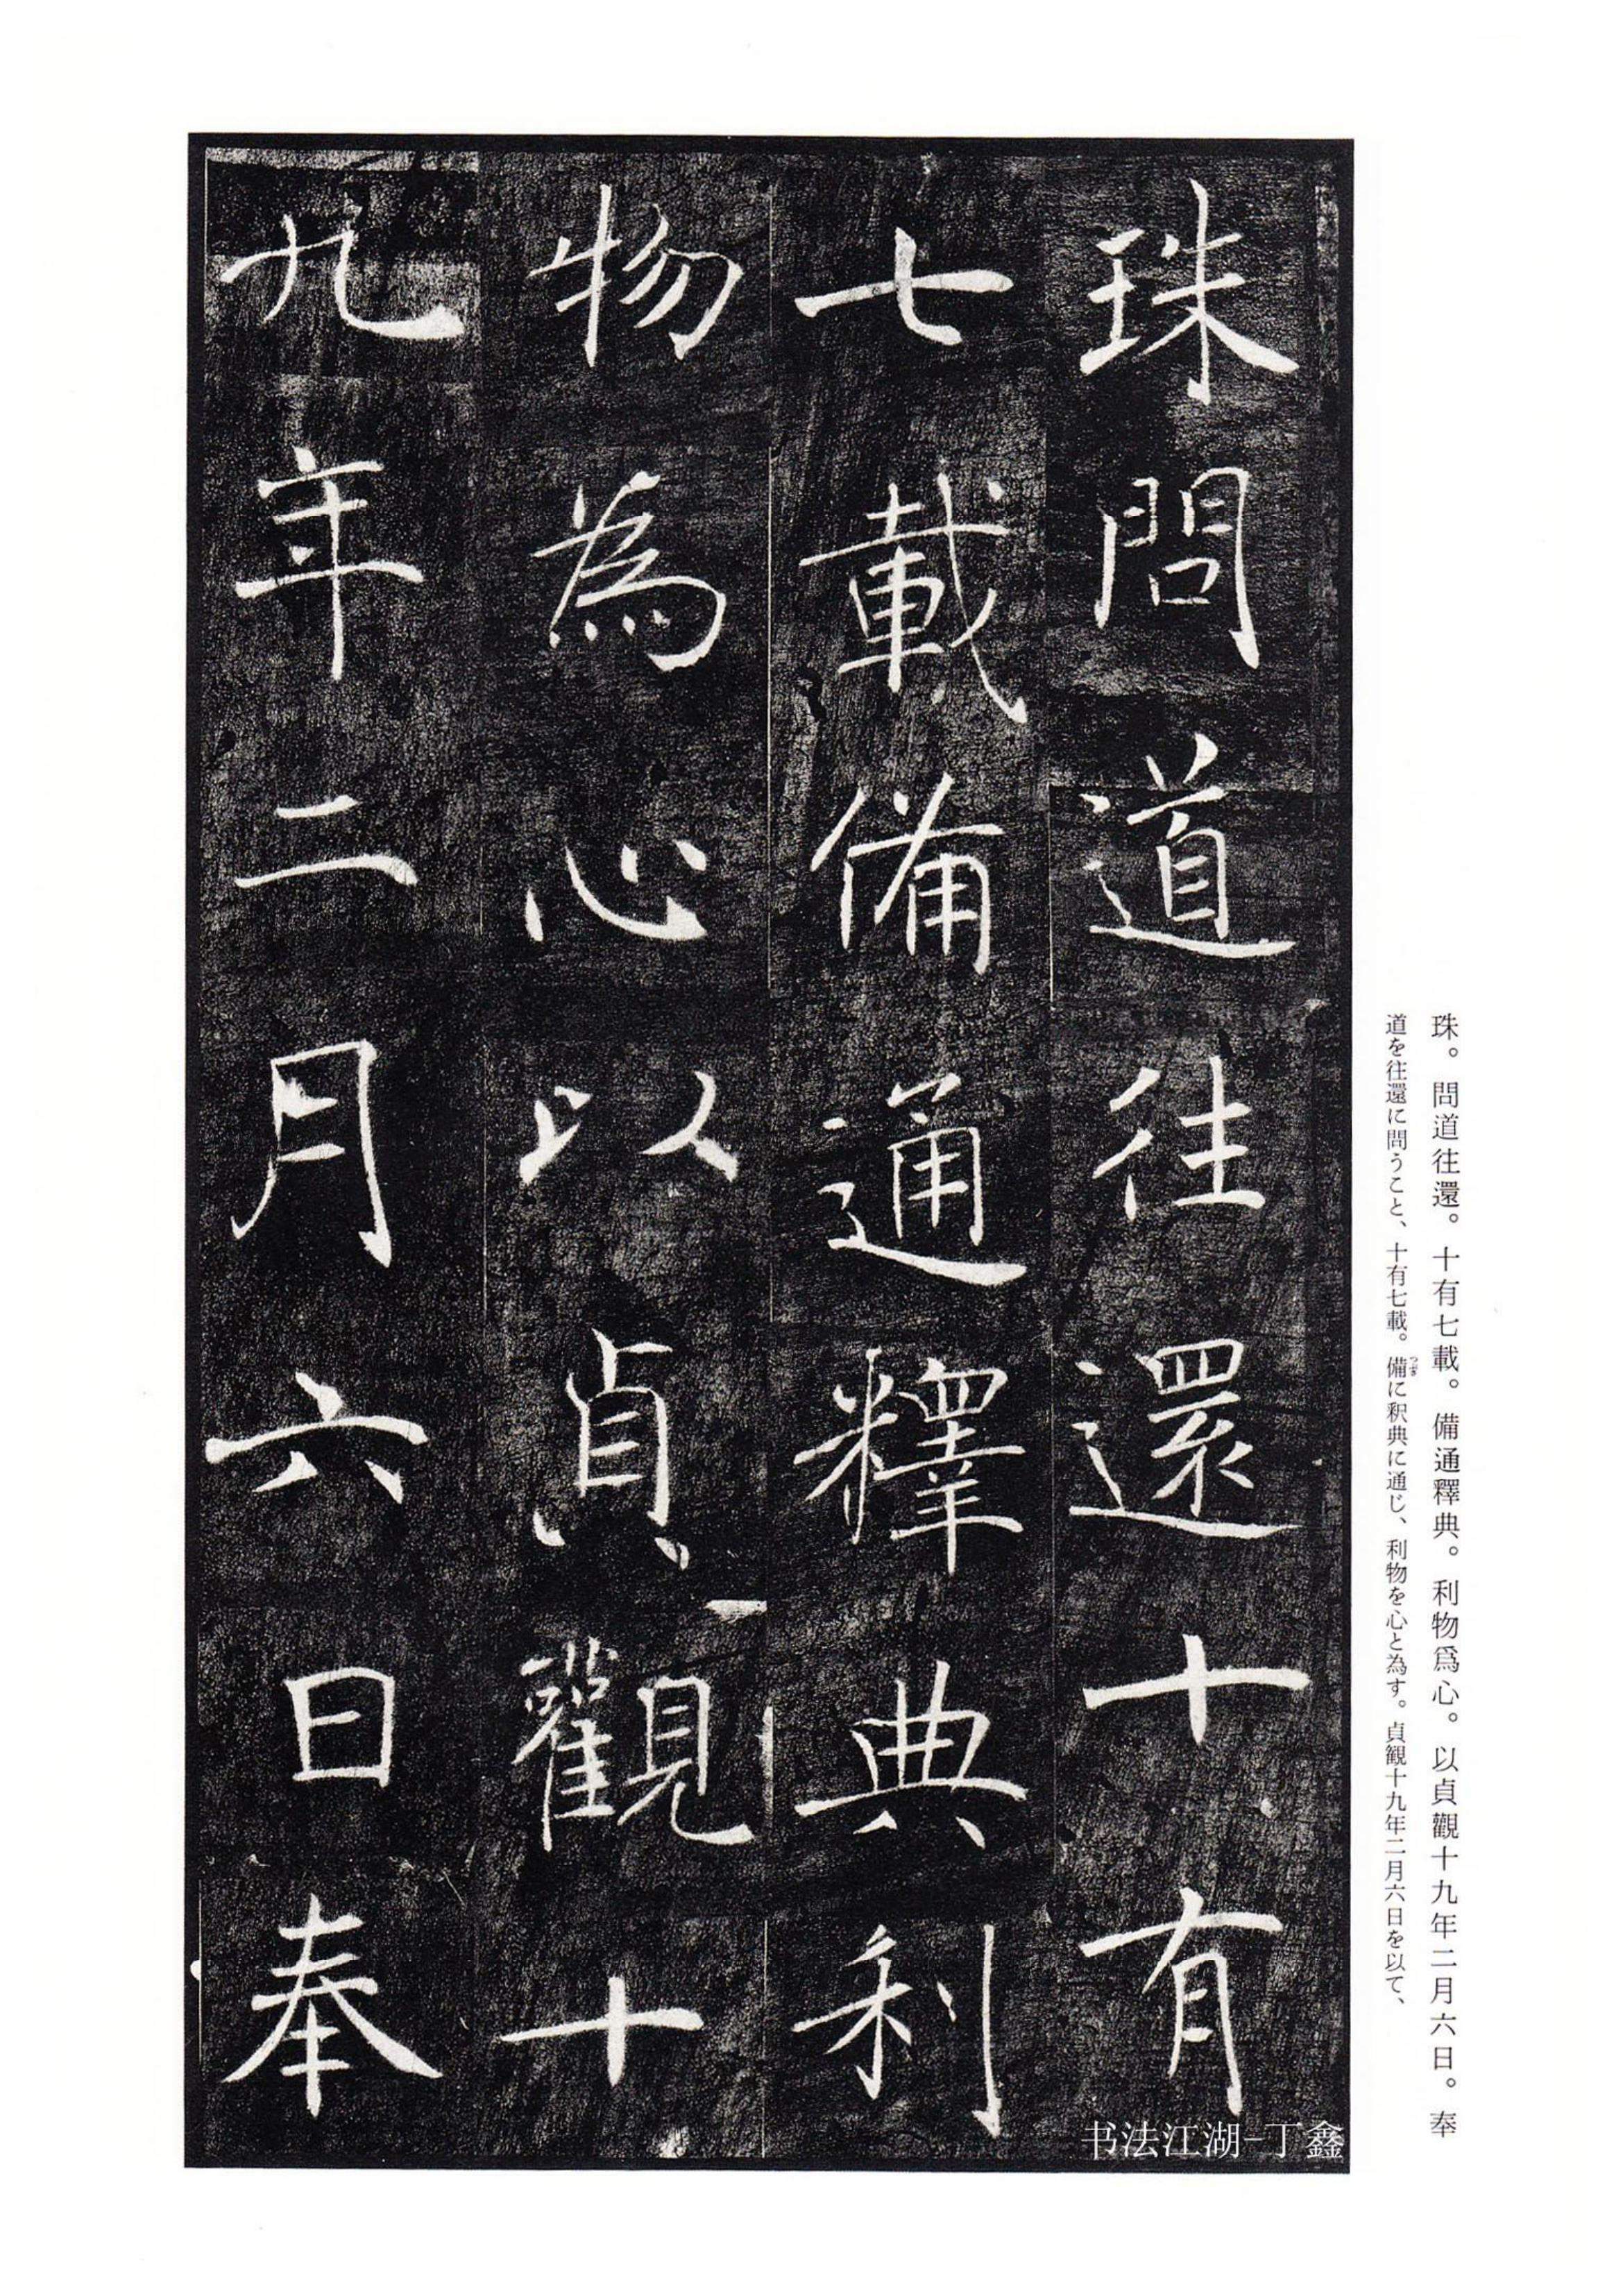 珠。問道往還。十有七載。備通釋典。利物爲心。以貞觀十九年二月六日。奉
道を往還に問うこと、十有七載。備に釈典に通じ、利物を心と為す。貞観十九年二月六日を以て、
つぶさ
珠問道往還十有
七載備通釋典利
物為心以貞觀十
九年二月六日奉
书法江湖-丁鑫